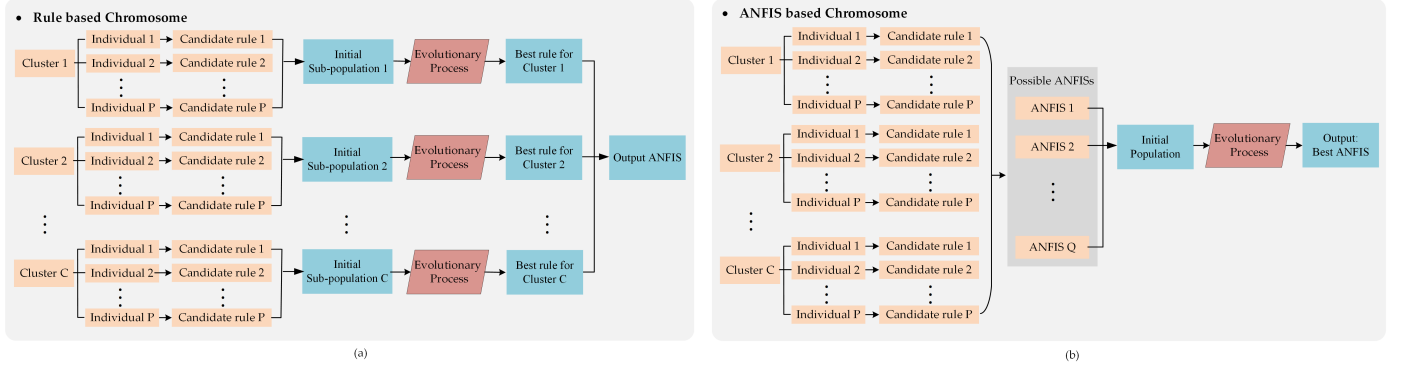 • Rule based Chromosome
Cluster 1
Individual 1
Candidate rule 1
Individual 2
Candidate rule 2
Individual P
Candidate rule P
Initial
Sub-population 1
Evolutionary
Process
Best rule for
Cluster 1
Cluster 2
Individual 1
Candidate rule 1
Individual 2
Candidate rule 2
Individual P
Candidate rule P
Initial
Sub-population 2
Evolutionary
Process
Best rule for
Cluster 2
Output ANFIS
Cluster C
Individual 1
Candidate rule 1
Individual 2
Candidate rule 2
Individual P
Candidate rule P
Initial
Sub-population C
Evolutionary
Process
Best rule for
Cluster C
(a)
• ANFIS based Chromosome
Cluster 1
Individual 1
Candidate rule 1
Individual 2
Candidate rule 2
Individual P
Candidate rule P
Cluster 2
Individual 1
Candidate rule 1
Individual 2
Candidate rule 2
Individual P
Candidate rule P
Cluster C
Individual 1
Candidate rule 1
Individual 2
Candidate rule 2
Individual P
Candidate rule P
Possible ANFISs
ANFIS 1
ANFIS 2
ANFIS Q
Initial
Population
Evolutionary
Process
Output:
Best ANFIS
(b)